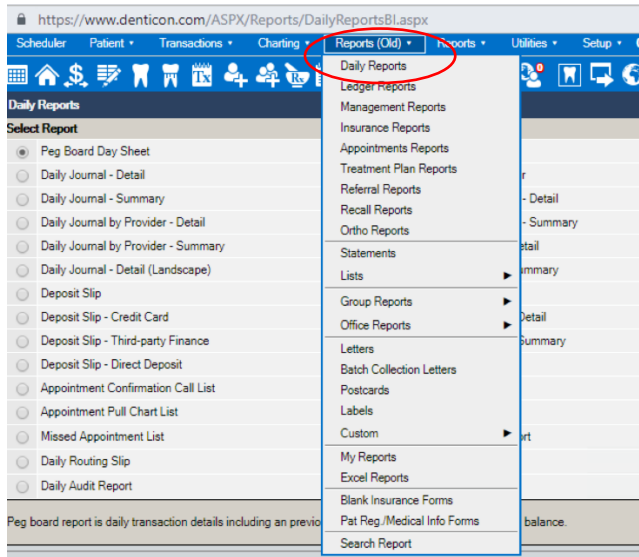 https://www.denticon.com/ASPX/Reports/DailyReportsBI.aspx
Scheduler Patient Transactions Charting Reports (Old) Reports Utilities Setup
Tx
Rx
Daily Reports
Select Report
Peg Board Day Sheet
Daily Journal - Detail
Daily Journal - Summary
Daily Journal by Provider - Detail
Daily Journal by Provider - Summary
Daily Journal - Detail (Landscape)
Deposit Slip
Deposit Slip - Credit Card
Deposit Slip - Third-party Finance
Deposit Slip - Direct Deposit
Appointment Confirmation Call List
Appointment Pull Chart List
Missed Appointment List
Daily Routing Slip
Daily Audit Report
Peg board report is daily transaction details including an previo
Daily Reports
Ledger Reports
Management Reports
Insurance Reports
Appointments Reports
Treatment Plan Reports
Referral Reports
Recall Reports
Ortho Reports
Statements
Lists
Group Reports
Office Reports
Letters
Batch Collection Letters
Postcards
Labels
Custom
My Reports
Excel Reports
Blank Insurance Forms
Pat Reg./Medical Info Forms
Search Report
- Detail
- Summary
Detail
Summary
balance.